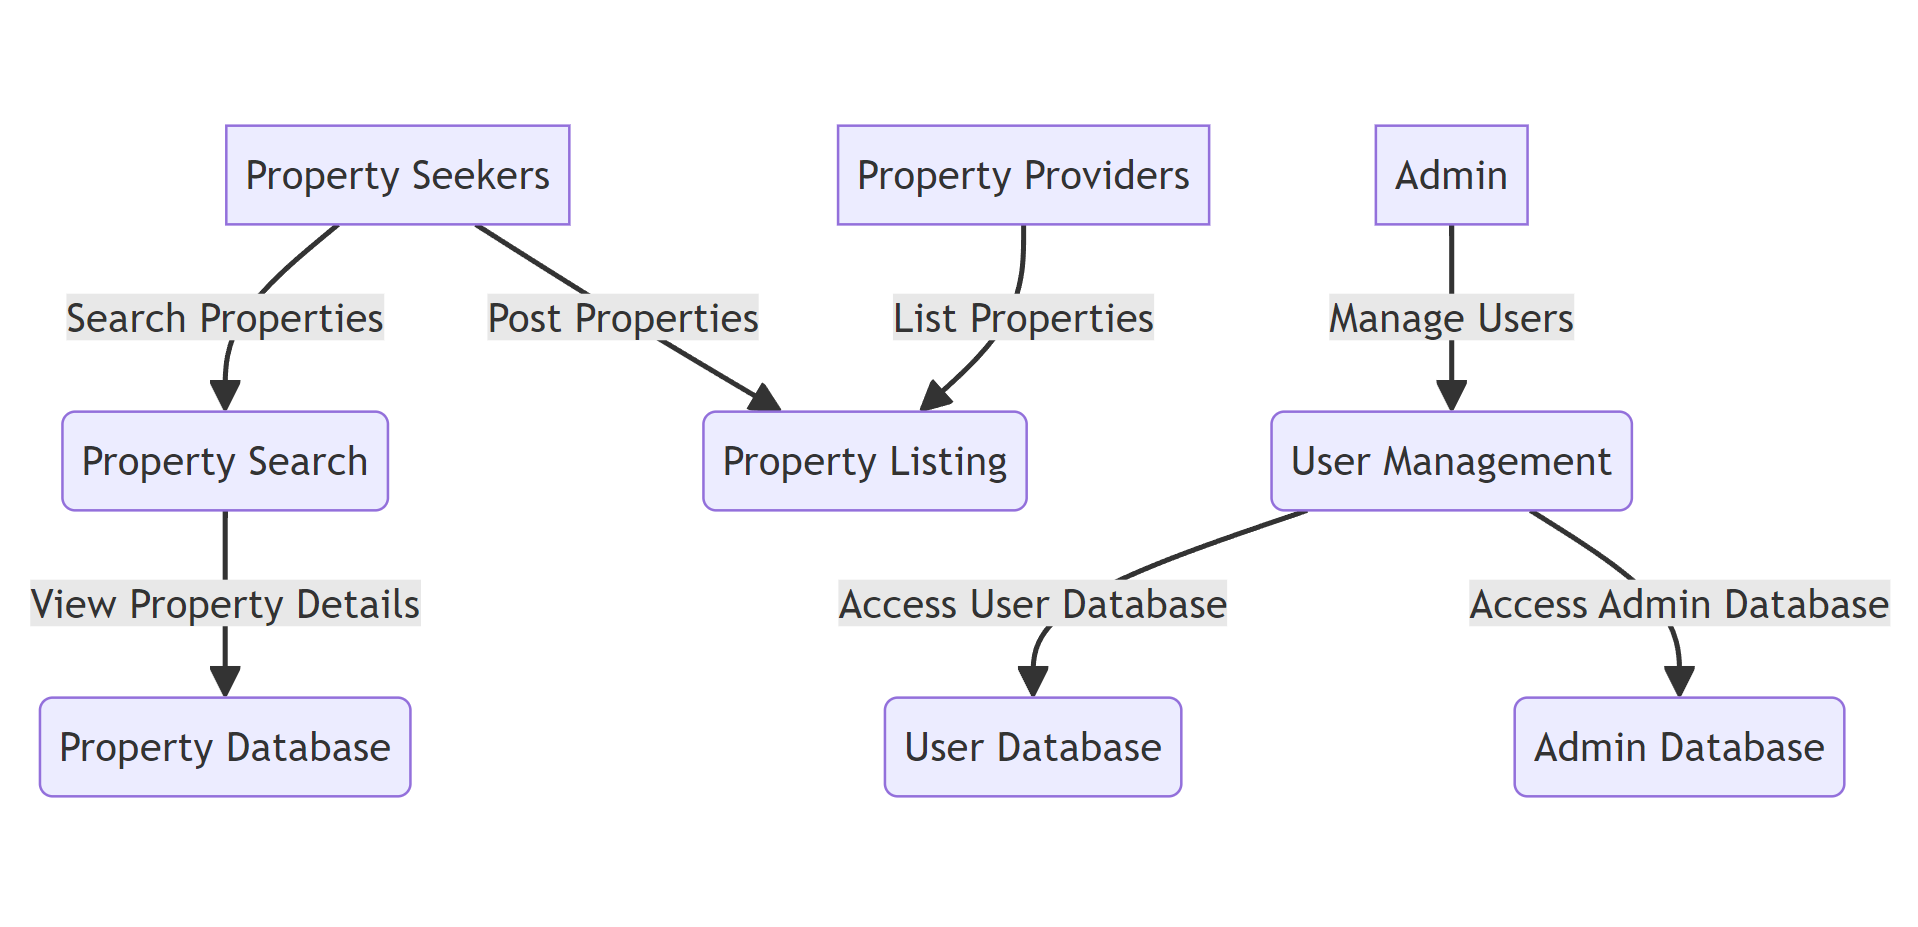 Property Seekers
Property Providers
Admin
Search Properties
Post Properties
List Properties
Manage Users
Property Search
Property Listing
User Management
View Property Details
Access User Database
Access Admin Database
Property Database
User Database
Admin Database